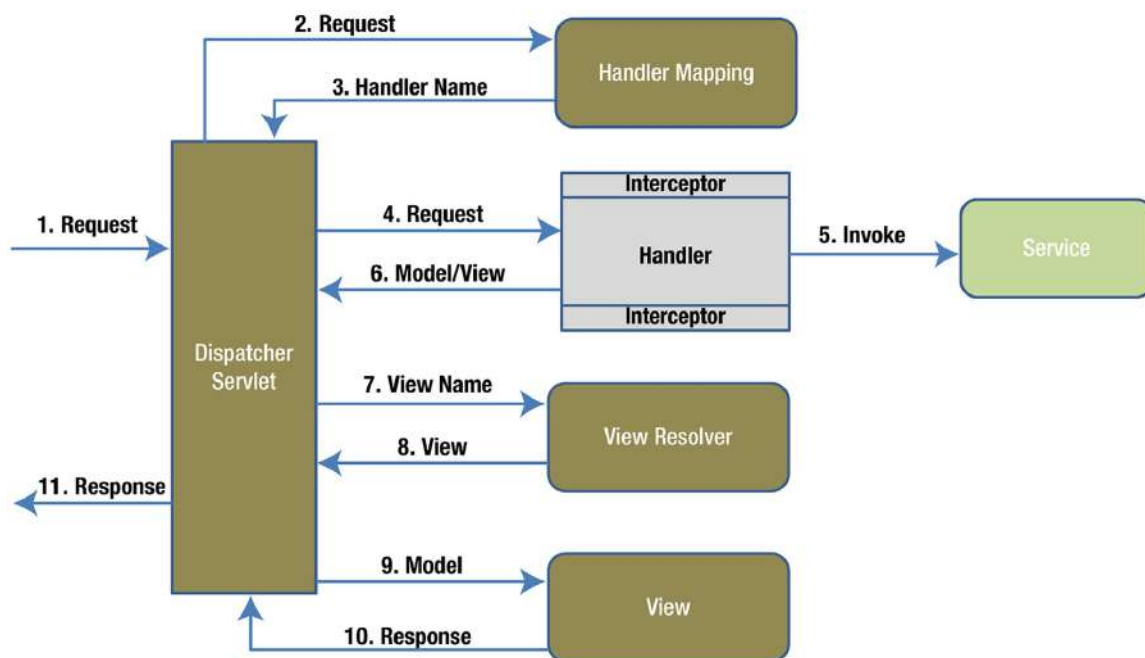 2. Request
Handler Mapping
3. Handler Name
Interceptor
1. Request
4. Request
5. Invoke
Handler
Service
6. Model/View
Interceptor
Dispatcher
Servlet
7. View Name
View Resolver
8. View
11. Response
9. Model
View
10. Response